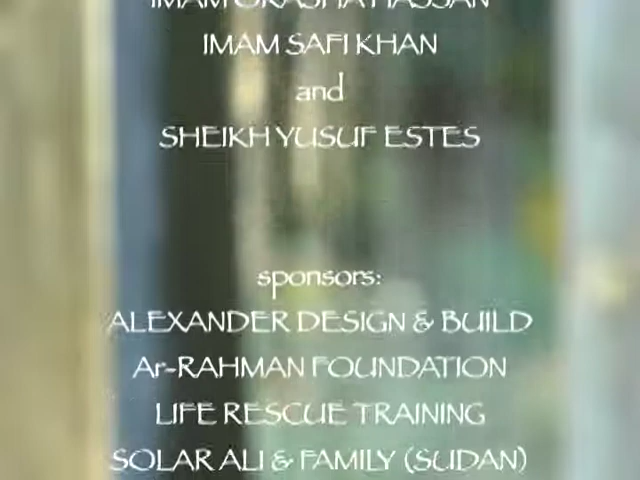 IMAM OKASHA HASSAN
IMAM SAFI KHAN
and
SHEIKH YUSUF ESTES
sponsors:
ALEXANDER DESIGN & BUILD
Ar-RAHMAN FOUNDATION
LIFE RESCUE TRAINING
SOLAR ALI & FAMILY (SUDAN)